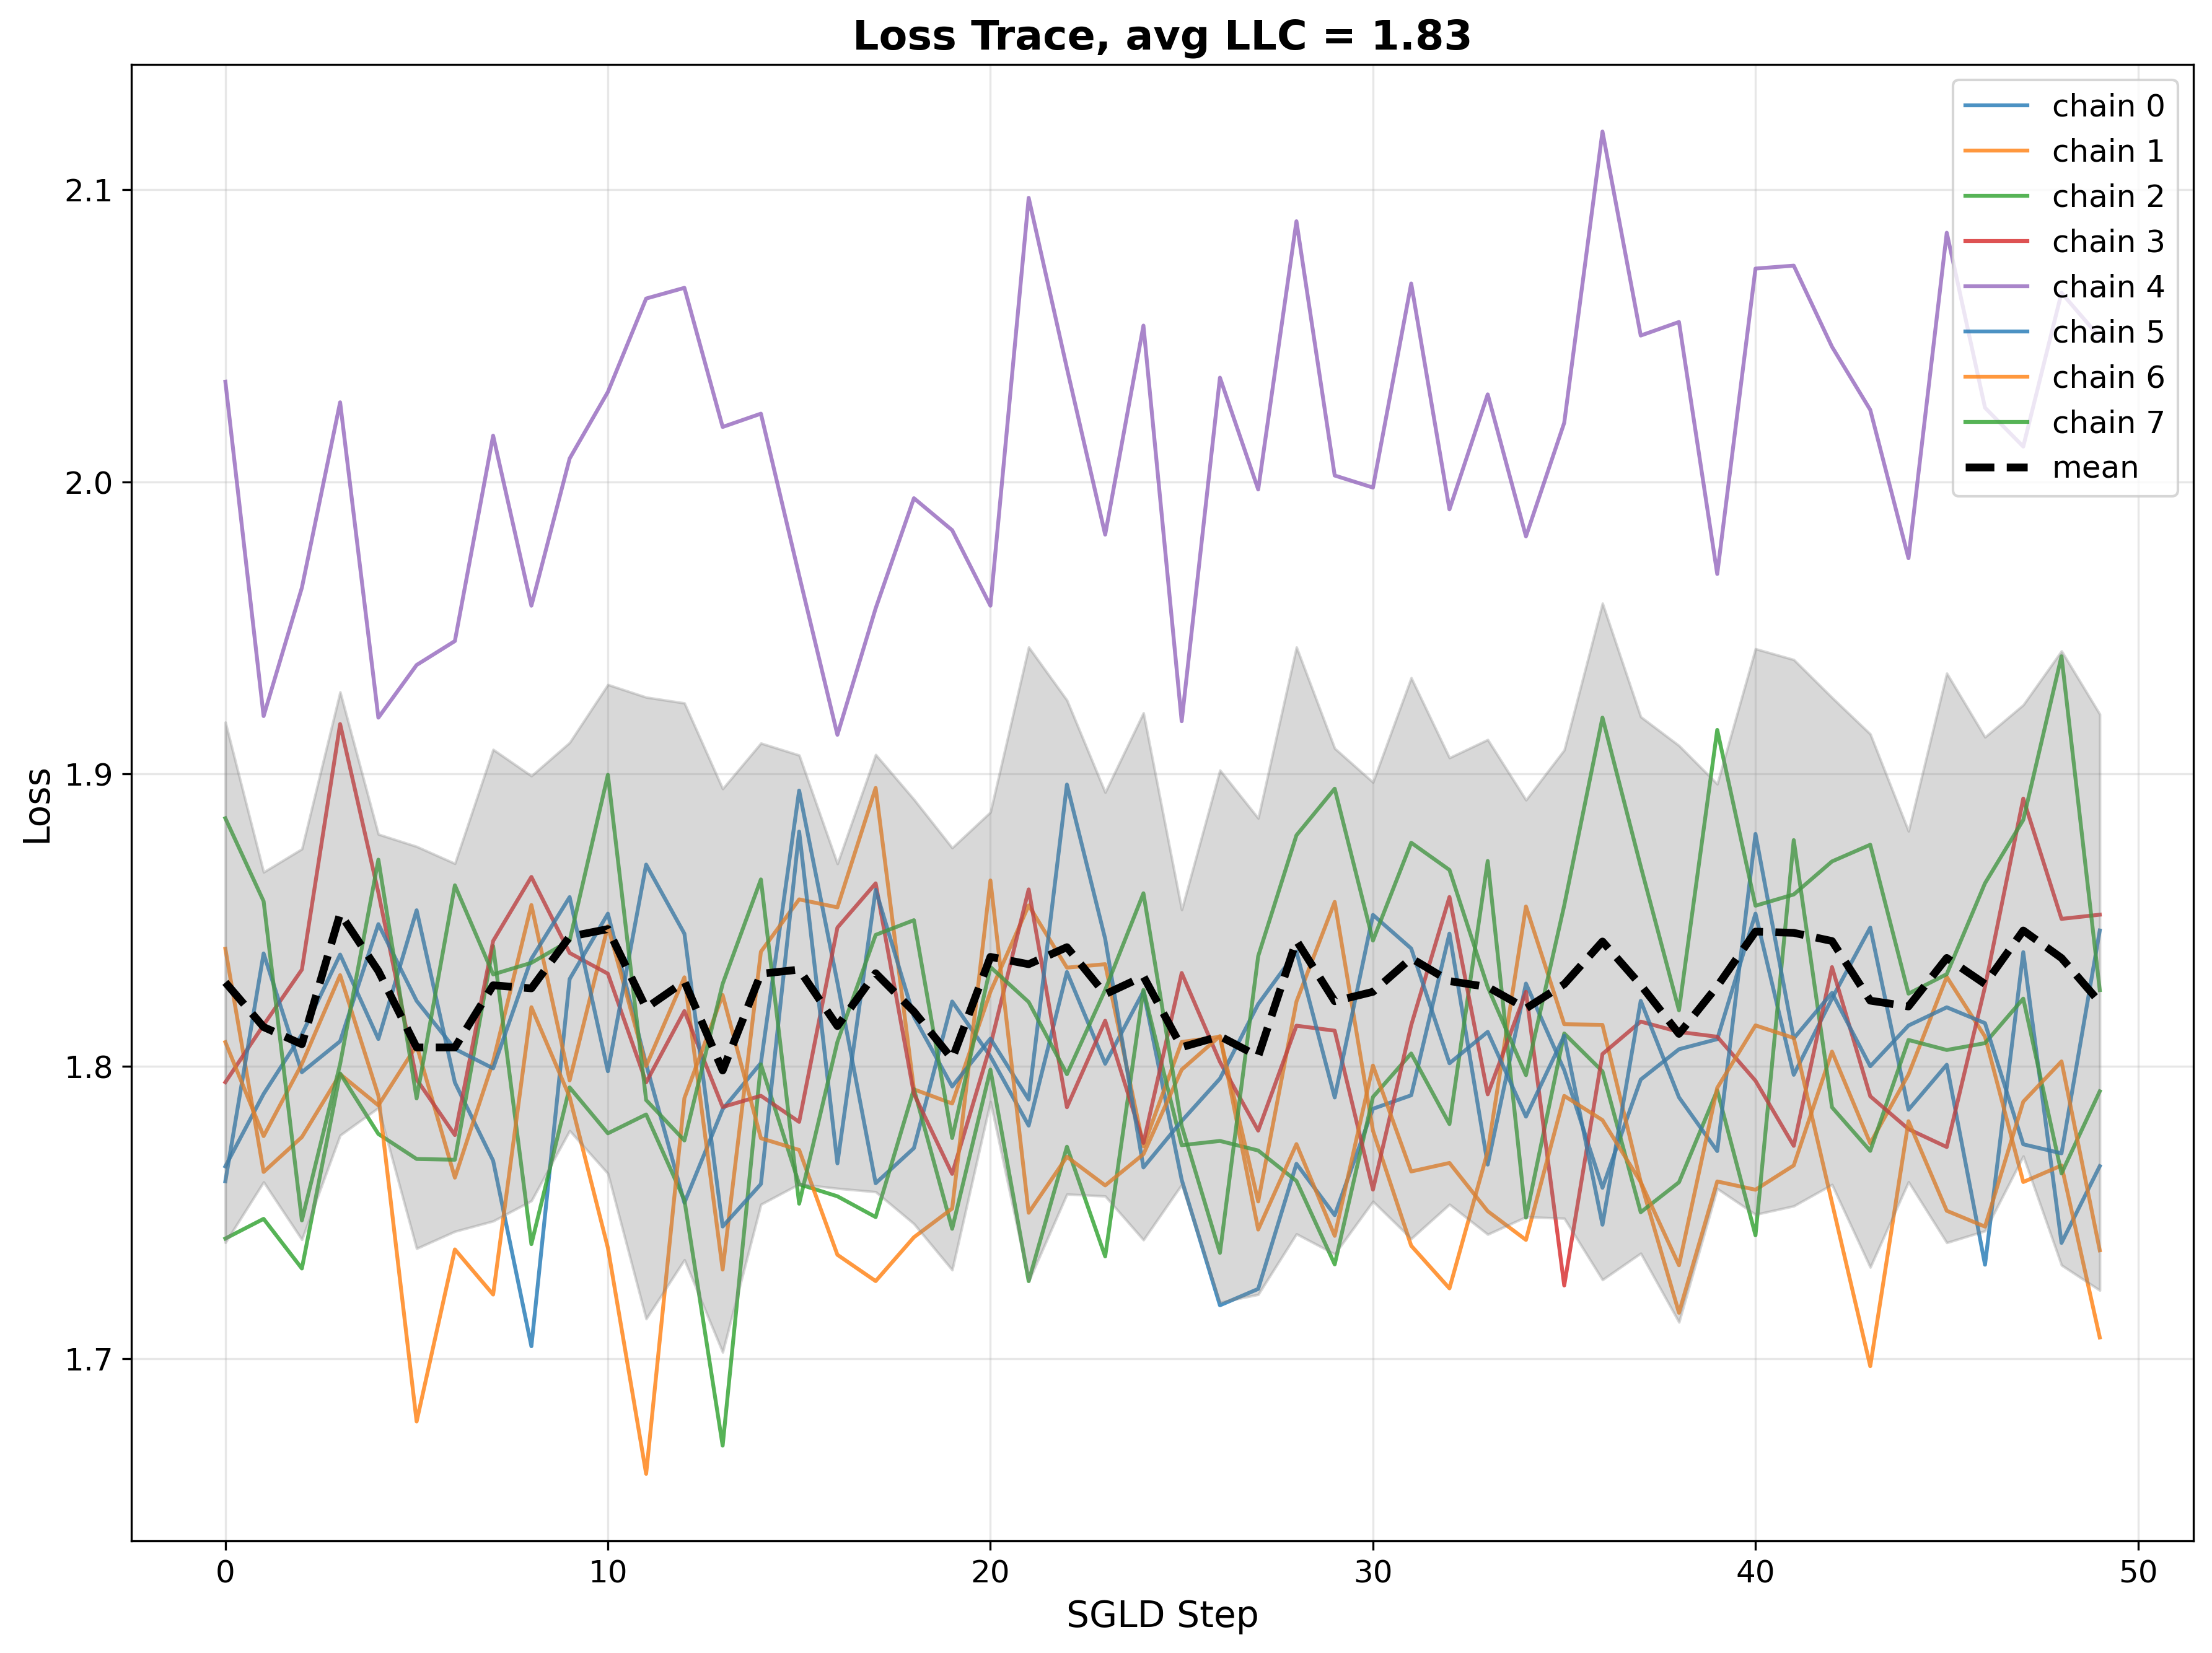 Loss Trace, avg LLC = 1.83
chain 0
chain 1
chain 2
chain 3
chain 4
chain 5
chain 6
chain 7
mean
2.1
2.0
1.9
1.8
1.7
Loss
0 10 20 30 40 50
SGLD Step